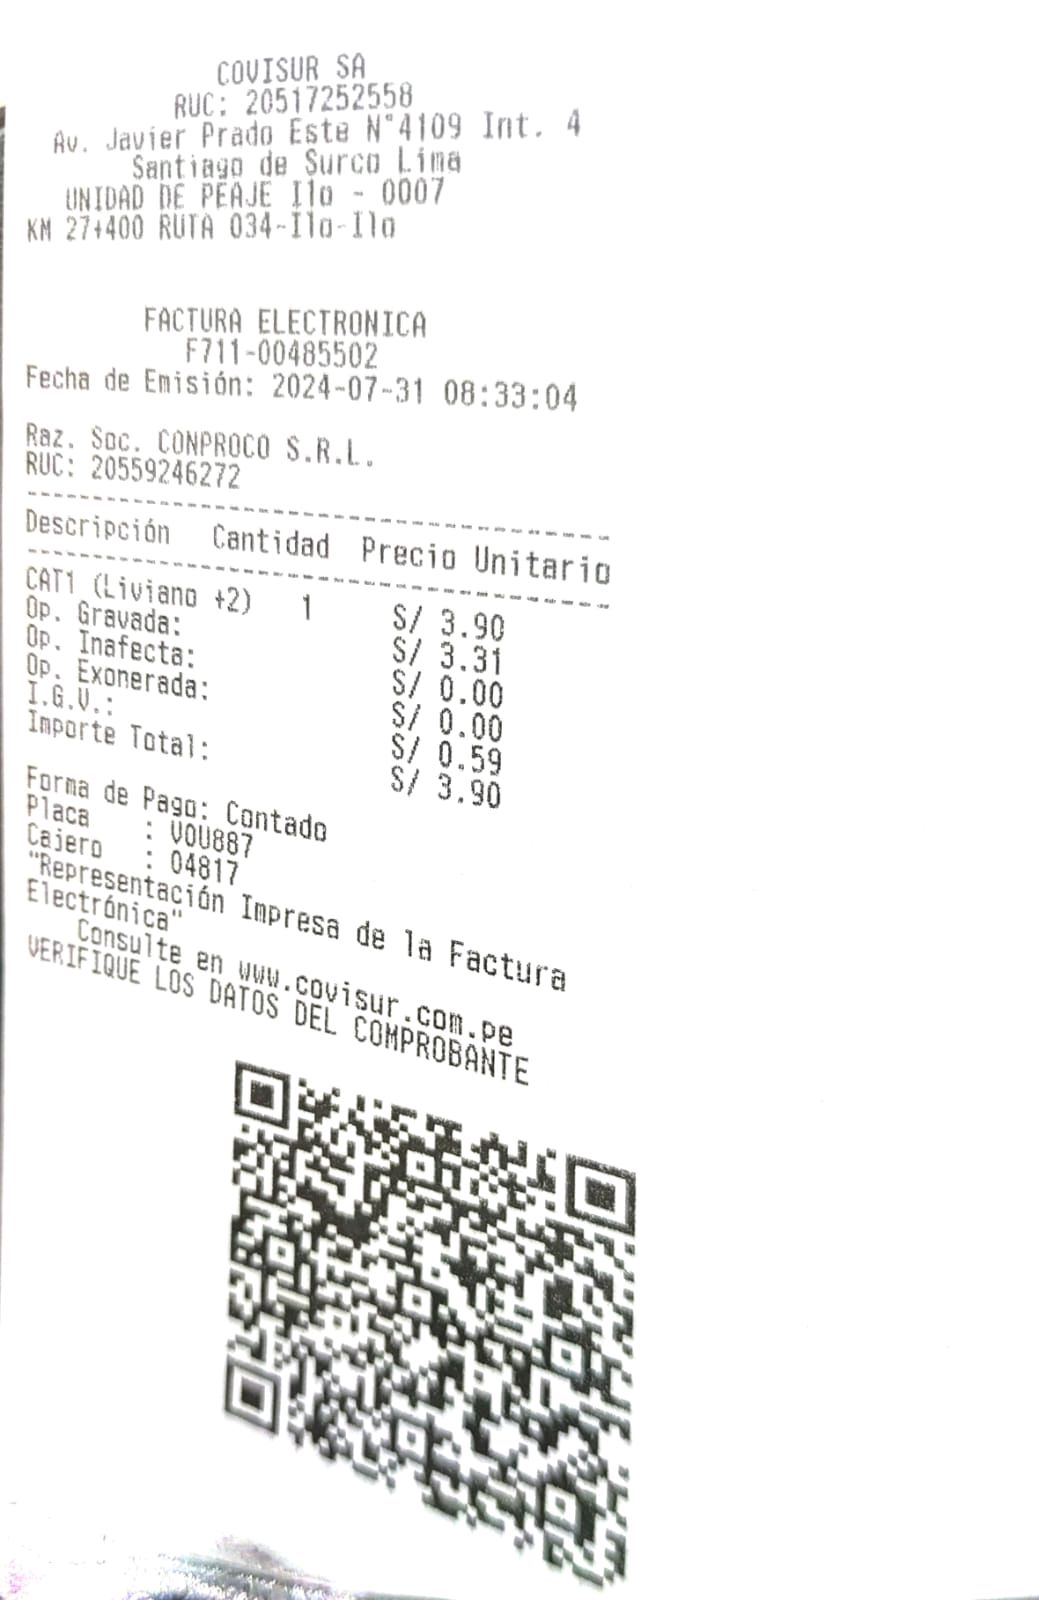 COVISUR SA
RUC: 20517252558
Av. Javier Prado Este N°4109 Int. 4
Santiago de Surco Lima
UNIDAD DE PEAJE Ilo - 0007
KM 27+400 RUTA 034-Ilo-Ilo
FACTURA ELECTRONICA
F711-00485502
Fecha de Emisión: 2024-07-31 08:33:04
Raz. Soc. CONPROCO S.R.L.
RUC: 20559246272
Descripción Cantidad Precio Unitario
CAT1 (Liviano +2) 1 S/ 3.90
Op. Gravada: S/ 3.31
Op. Inafecta: S/ 0.00
Op. Exonerada: S/ 0.00
I.G.V.: S/ 0.59
Importe Total: S/ 3.90
Forma de Pago: Contado
Placa : VOU887
Cajero : 04817
"Representación Impresa de la Factura
Electrónica"
Consulte en www.covisur.com.pe
VERIFIQUE LOS DATOS DEL COMPROBANTE